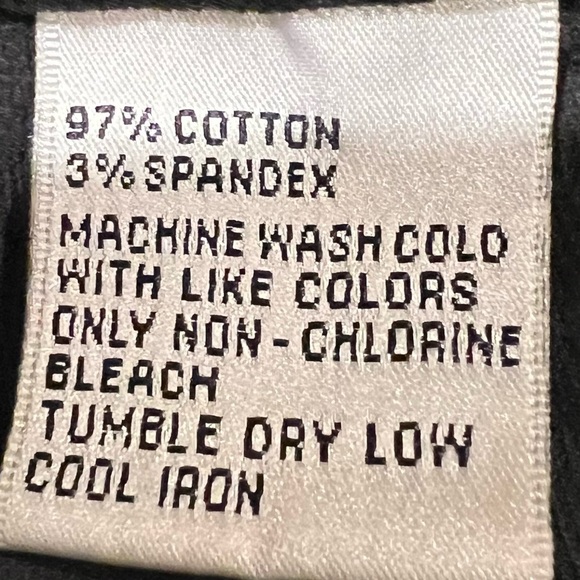 97% COTTON
3% SPANDEX
MACHINE WASH COLD
WITH LIKE COLORS
ONLY NON-CHLORINE
BLEACH
TUMBLE DRY LOW
COOL IRON